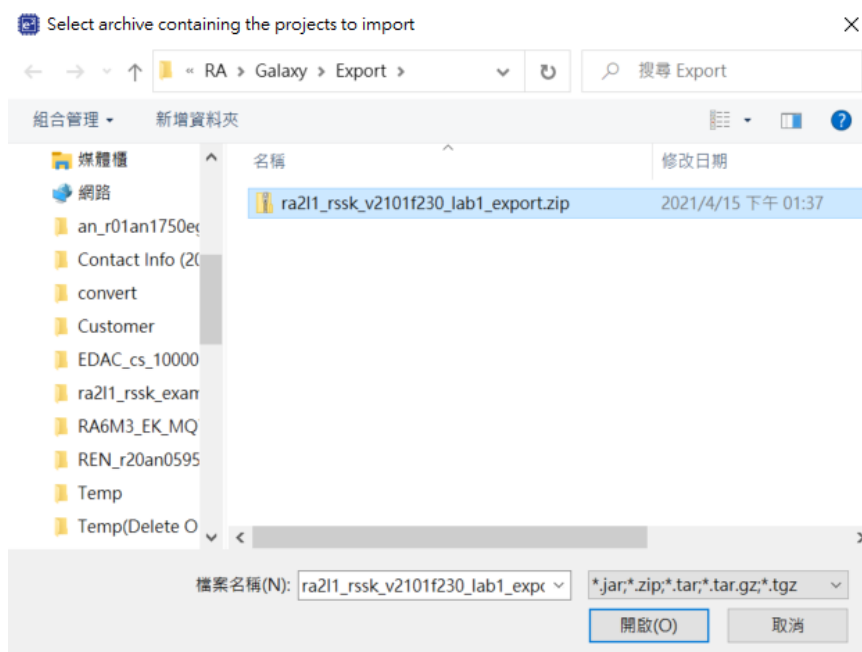 Select archive containing the projects to import
« RA > Galaxy > Export >
搜尋 Export
組合管理 新增資料夾
名稱 修改日期
媒體櫃
ra2l1_rssk_v2101f230_lab1_export.zip 2021/4/15 下午 01:37
網路
an_r01an1750eg
Contact Info (20
convert
Customer
EDAC_cs_10000
ra2l1_rssk_exam
RA6M3_EK_MQ
REN_r20an0595
Temp
Temp(Delete O
檔案名稱(N): ra2l1_rssk_v2101f230_lab1_expo *.jar;*.zip;*.tar;*.tar.gz;*.tgz
開啟(O) 取消